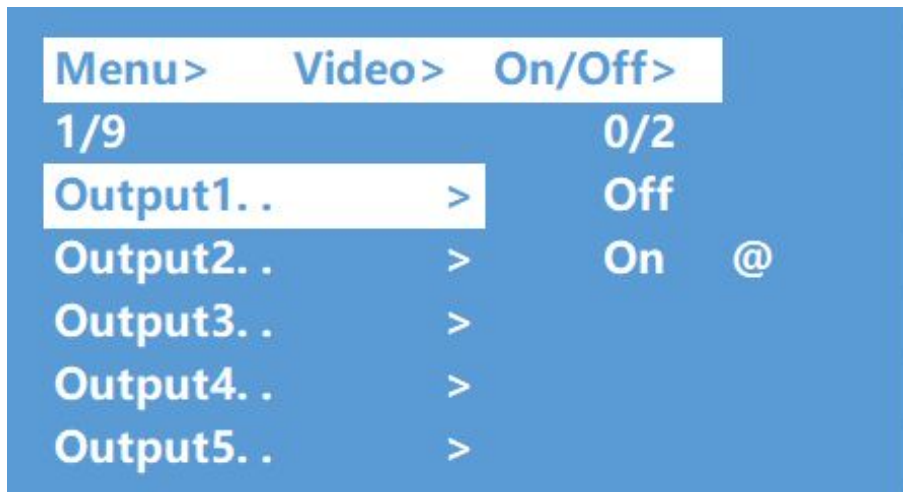 Menu> Video> On/Off>
1/9 0/2
Output1. . > Off
Output2. . > On @
Output3. . >
Output4. . >
Output5. . >